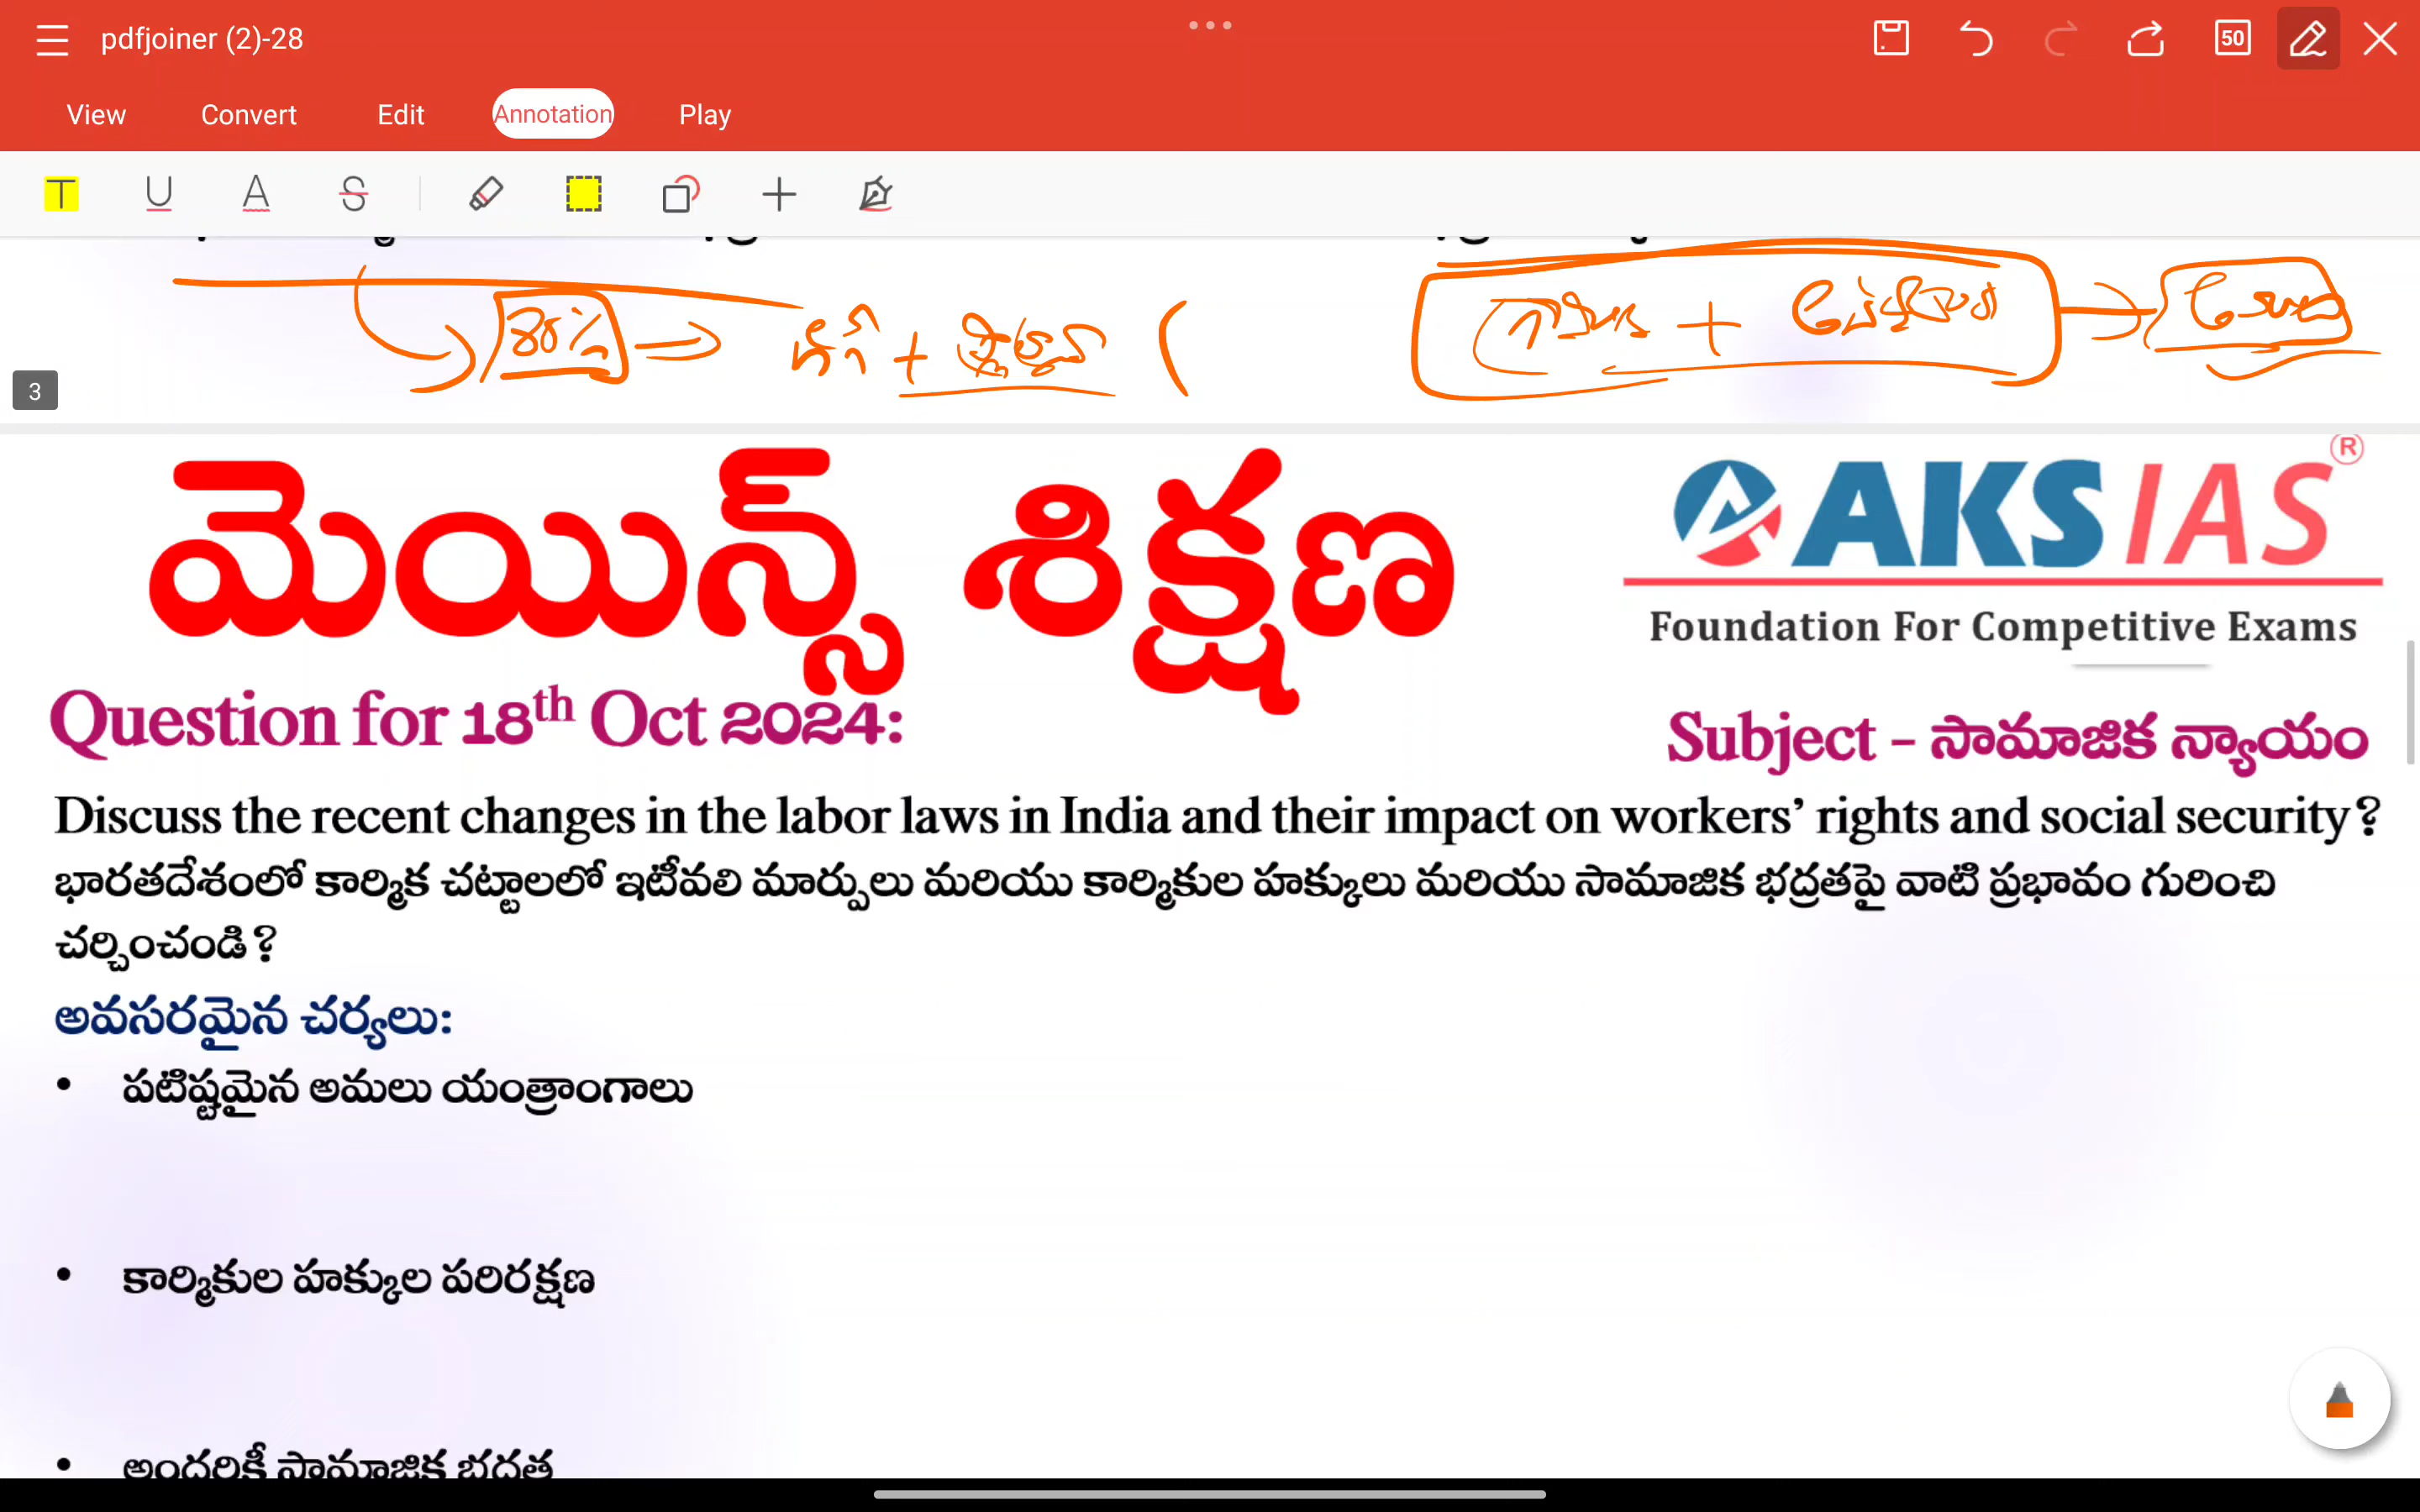 pdfjoiner (2)-28
50
View Convert Edit Annotation Play
T U A S
+
3
మెయిన్స్ శిక్షణ
AKS IAS ®
Foundation For Competitive Exams
Question for 18th Oct 2024:
Subject – సామాజిక న్యాయం
Discuss the recent changes in the labor laws in India and their impact on workers’ rights and social security?
భారతదేశంలో కార్మిక చట్టాలలో ఇటీవలి మార్పులు మరియు కార్మికుల హక్కులు మరియు సామాజిక భద్రతపై వాటి ప్రభావం గురించి
చర్చించండి?
అవసరమైన చర్యలు:
• పటిష్టమైన అమలు యంత్రాంగాలు
• కార్మికుల హక్కుల పరిరక్షణ
• అందరికీ సామాజిక భద్రత